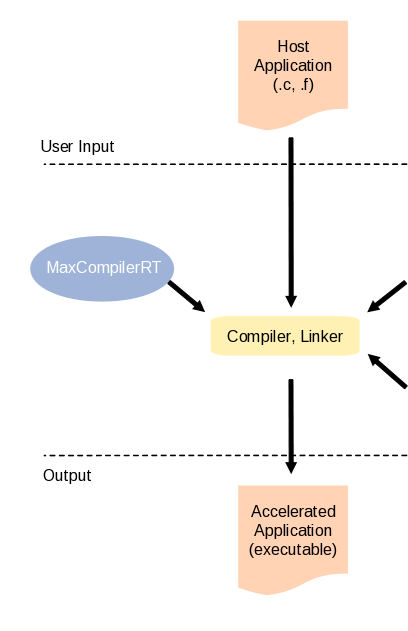 Host
Application
(.c, .f)
User Input
MaxCompilerRT
Compiler, Linker
Output
Accelerated
Application
(executable)